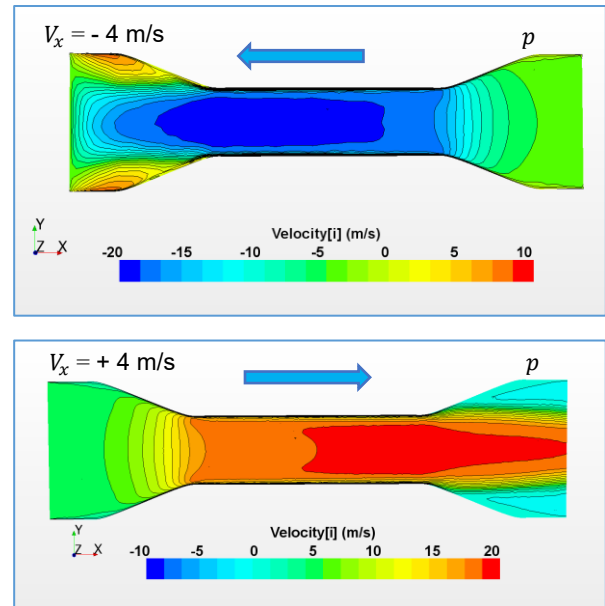 V_x = - 4 m/s
p
Y
Z X
Velocity[i] (m/s)
-20 -15 -10 -5 0 5 10
V_x = + 4 m/s
p
Y
Z X
Velocity[i] (m/s)
-10 -5 0 5 10 15 20